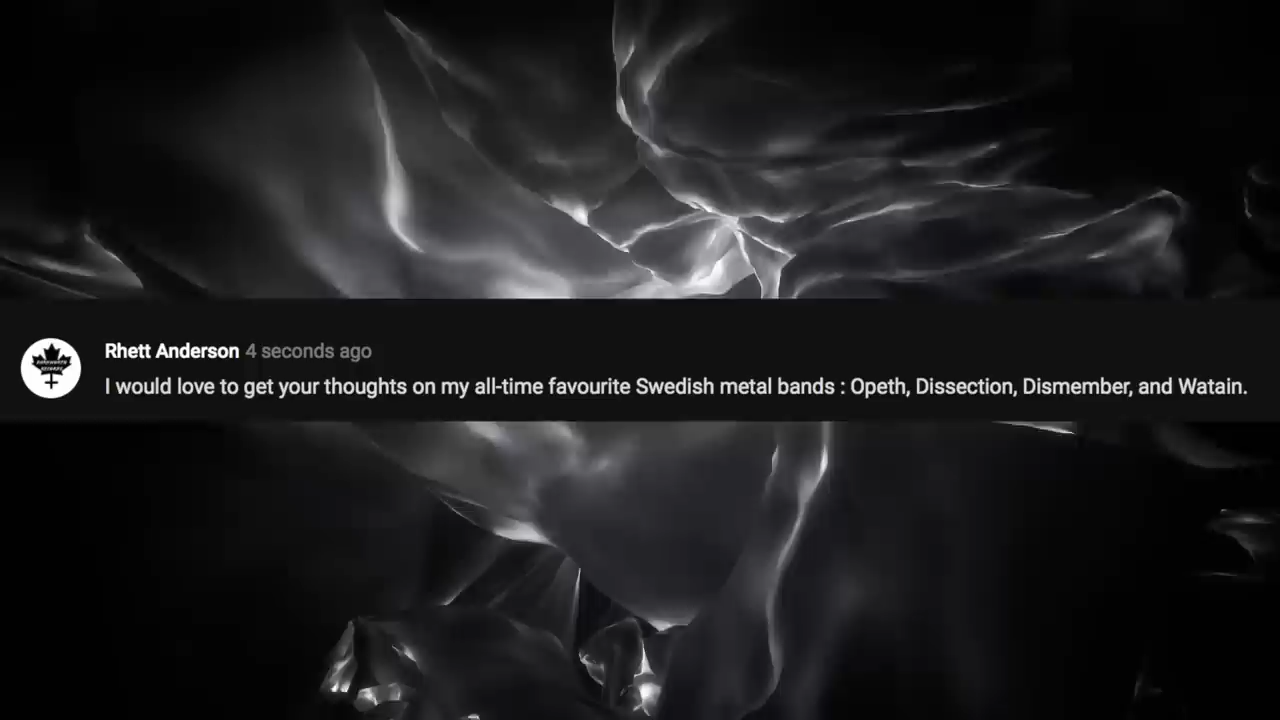 Rhett Anderson 4 seconds ago
I would love to get your thoughts on my all-time favourite Swedish metal bands : Opeth, Dissection, Dismember, and Watain.